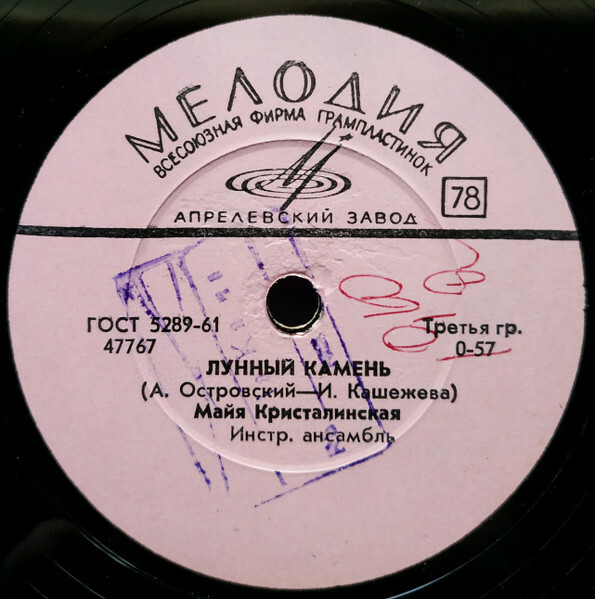 МЕЛОДИЯ
ВСЕСОЮЗНАЯ ФИРМА ГРАМПЛАСТИНОК
78
АПРЕЛЕВСКИЙ ЗАВОД
ГОСТ 5289-61
Третья гр.
47767
0-57
ЛУННЫЙ КАМЕНЬ
(А. Островский—И. Кашежева)
Майя Кристалинская
Инстр. ансамбль